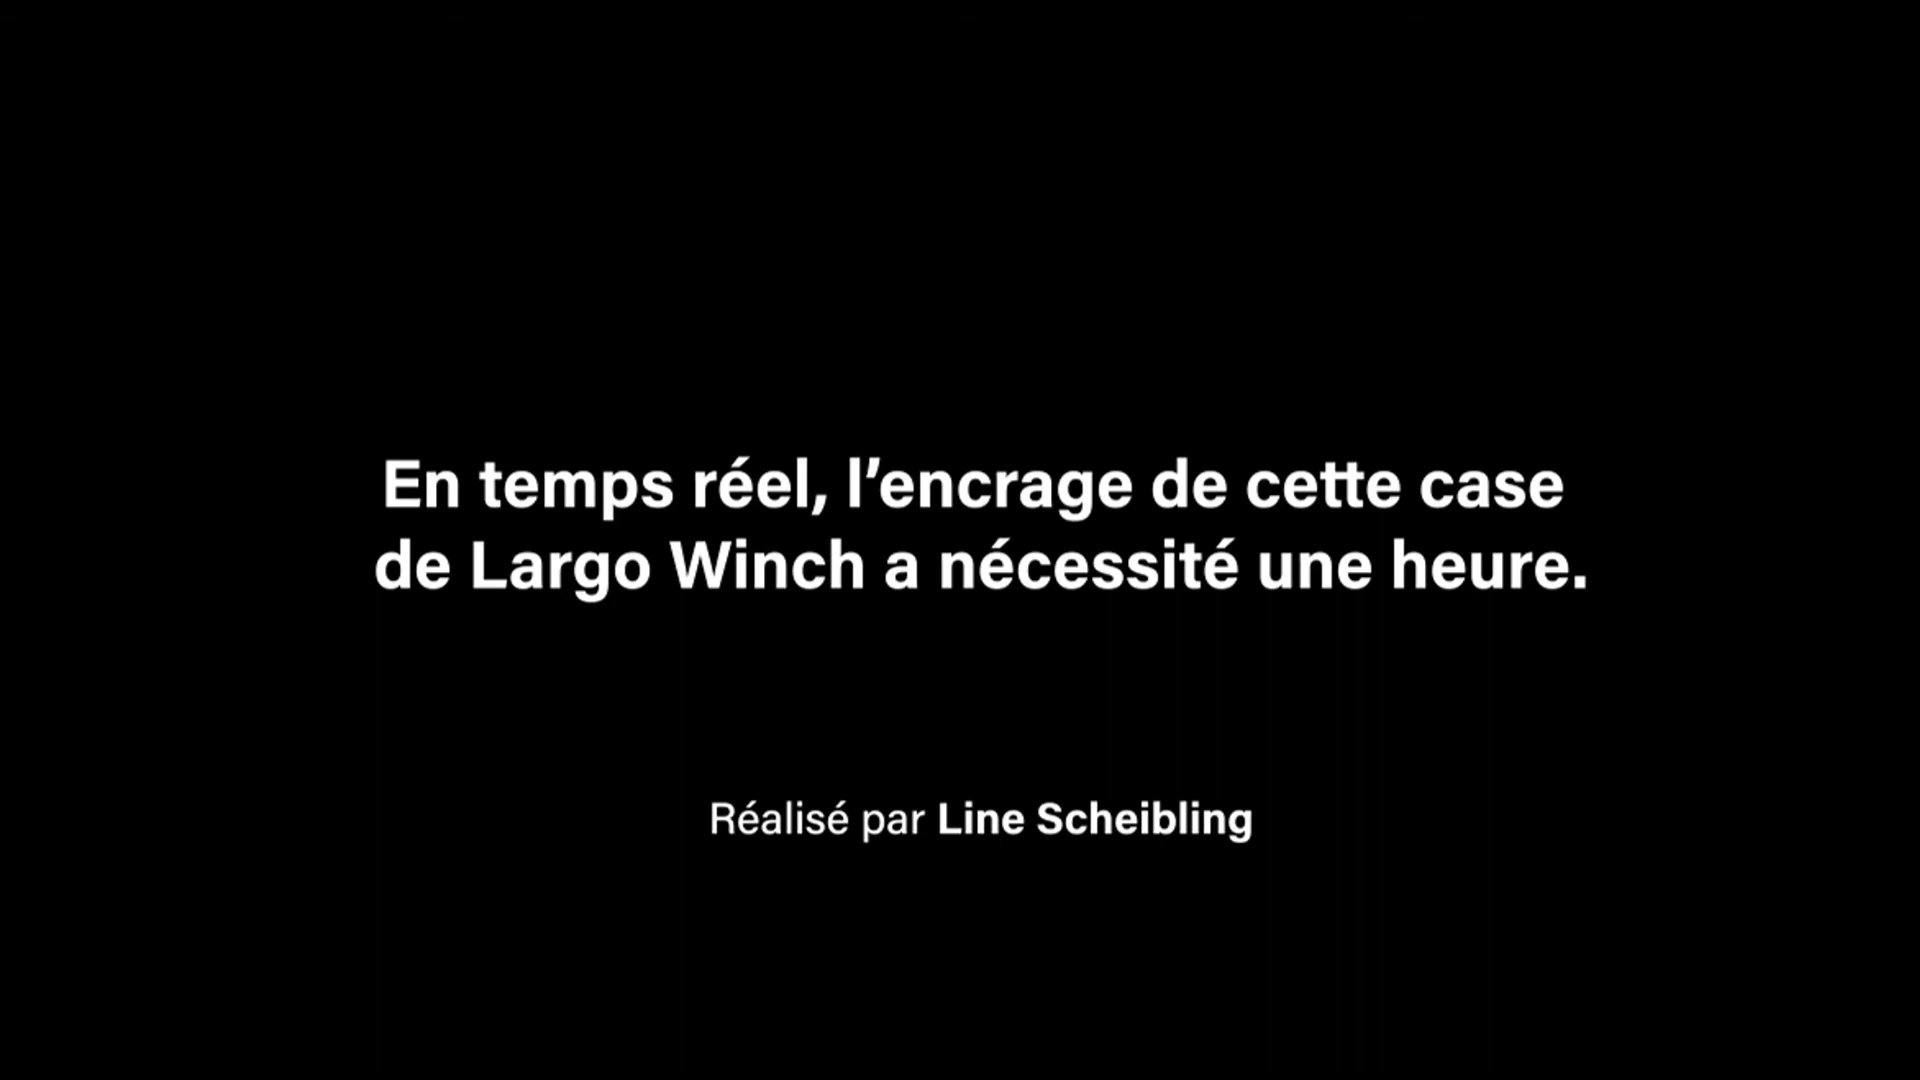 En temps réel, l’encrage de cette case
de Largo Winch a nécessité une heure.
Réalisé par Line Scheibling